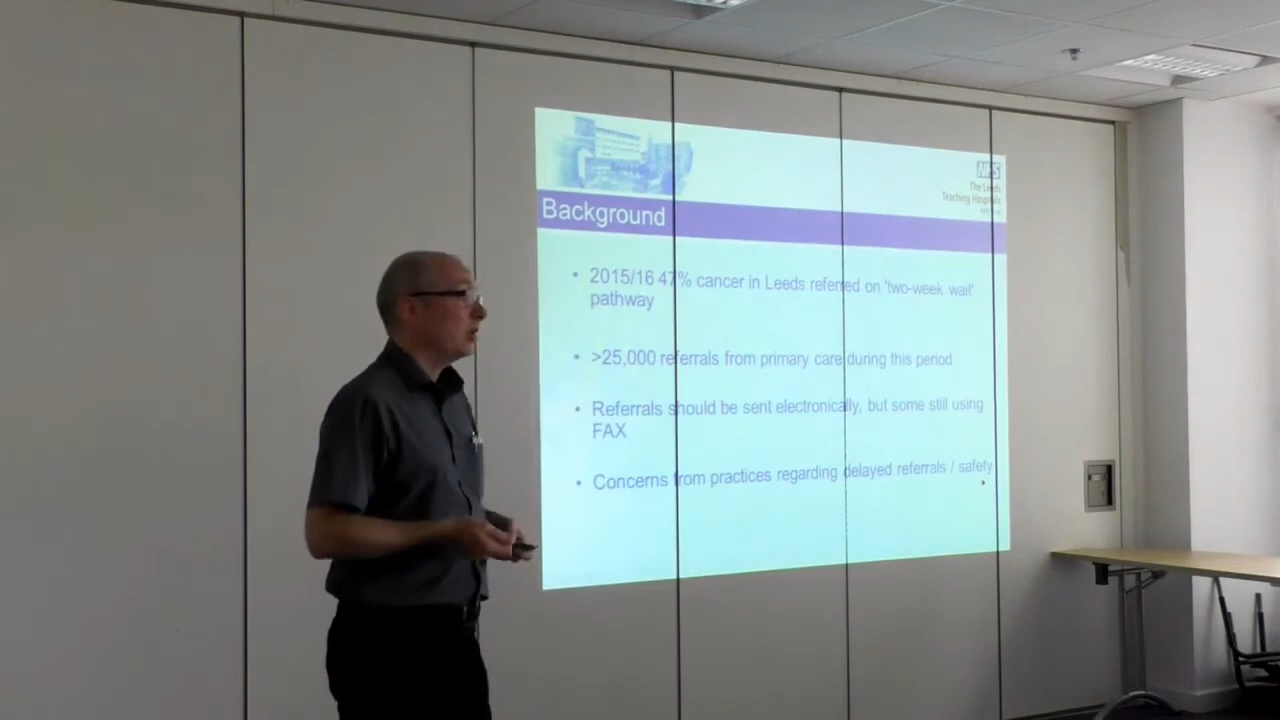 NHS
The Leeds
Teaching Hospitals
NHS Trust
Background
• 2015/16 47% cancer in Leeds referred on 'two-week wait'
pathway
• >25,000 referrals from primary care during this period
• Referrals should be sent electronically, but some still using
FAX
• Concerns from practices regarding delayed referrals / safety